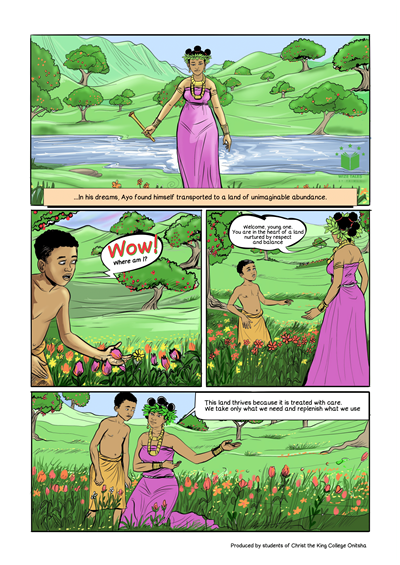 ...In his dreams, Ayo found himself transported to a land of unimaginable abundance.
Wow!
where am I?
Welcome, young one.
You are in the heart of a land
nurtured by respect
and balance
This land thrives because it is treated with care.
We take only what we need and replenish what we use
Produced by students of Christ the King College Onitsha